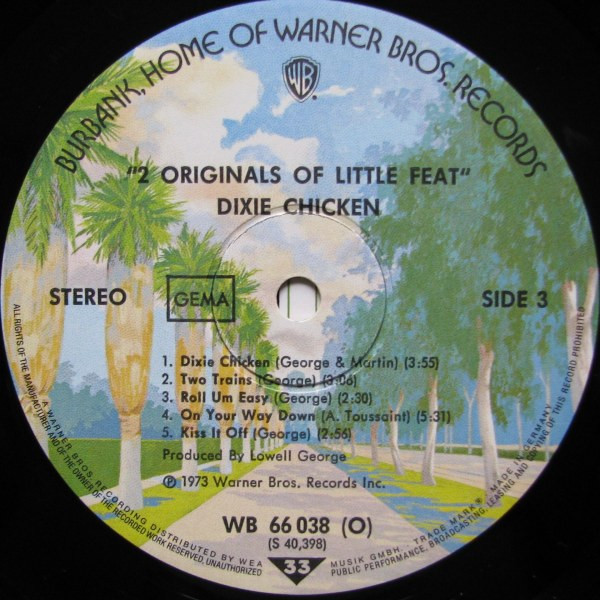 BURBANK, HOME OF WARNER BROS. RECORDS
WB
"2 ORIGINALS OF LITTLE FEAT"
DIXIE CHICKEN
STEREO
GEMA
SIDE 3
1. Dixie Chicken (George & Martin) (3:55)
2. Two Trains (George) (3:06)
3. Roll Um Easy (George) (2:30)
4. On Your Way Down (A. Toussaint) (5:31)
5. Kiss It Off (George) (2:56)
Produced By Lowell George
℗ 1973 Warner Bros. Records Inc.
WB 66 038 (O)
(S 40,398)
33
ALL RIGHTS OF THE MANUFACTURER AND OF THE OWNER OF THE RECORDED WORK RESERVED, UNAUTHORIZED
A WARNER BROS. RECORDING DISTRIBUTED BY WEA
MUSIK GMBH. TRADE MARK® MADE IN GERMANY
PUBLIC PERFORMANCE, BROADCASTING, LEASING AND COPYING OF THIS RECORD PROHIBITED